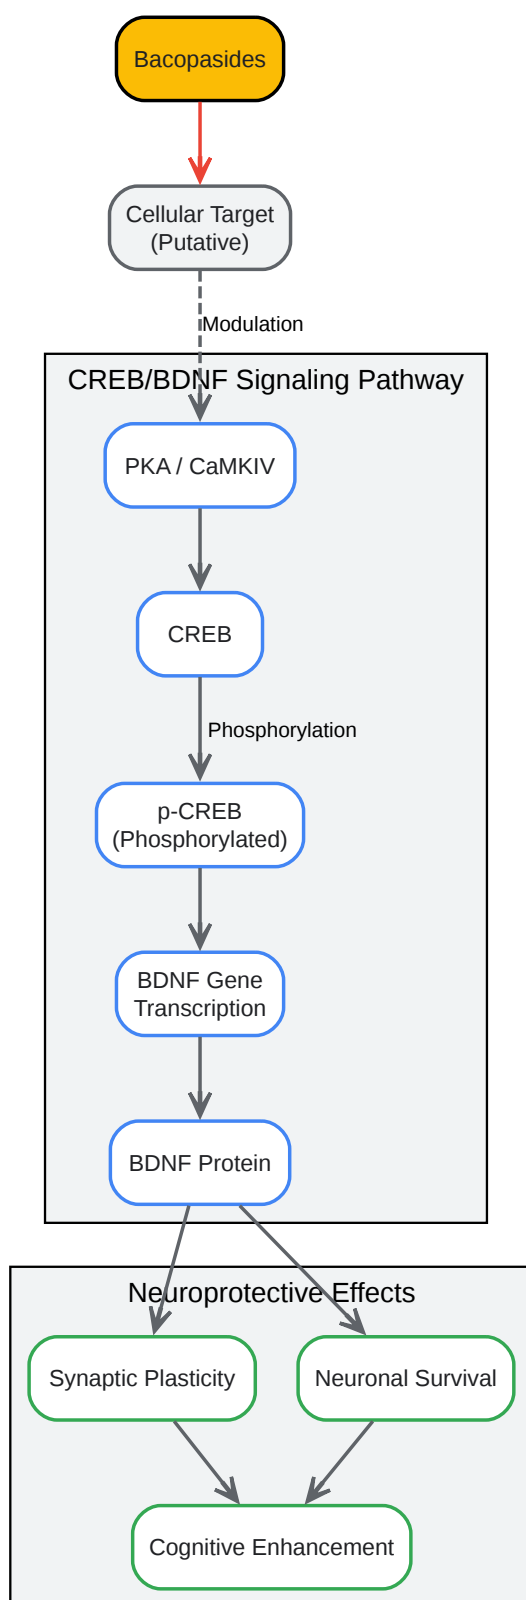 Bacopasides
Cellular Target
(Putative)
Modulation
CREB/BDNF Signaling Pathway
PKA / CaMKIV
CREB
Phosphorylation
p-CREB
(Phosphorylated)
BDNF Gene
Transcription
BDNF Protein
Neuroprotective Effects
Synaptic Plasticity
Neuronal Survival
Cognitive Enhancement